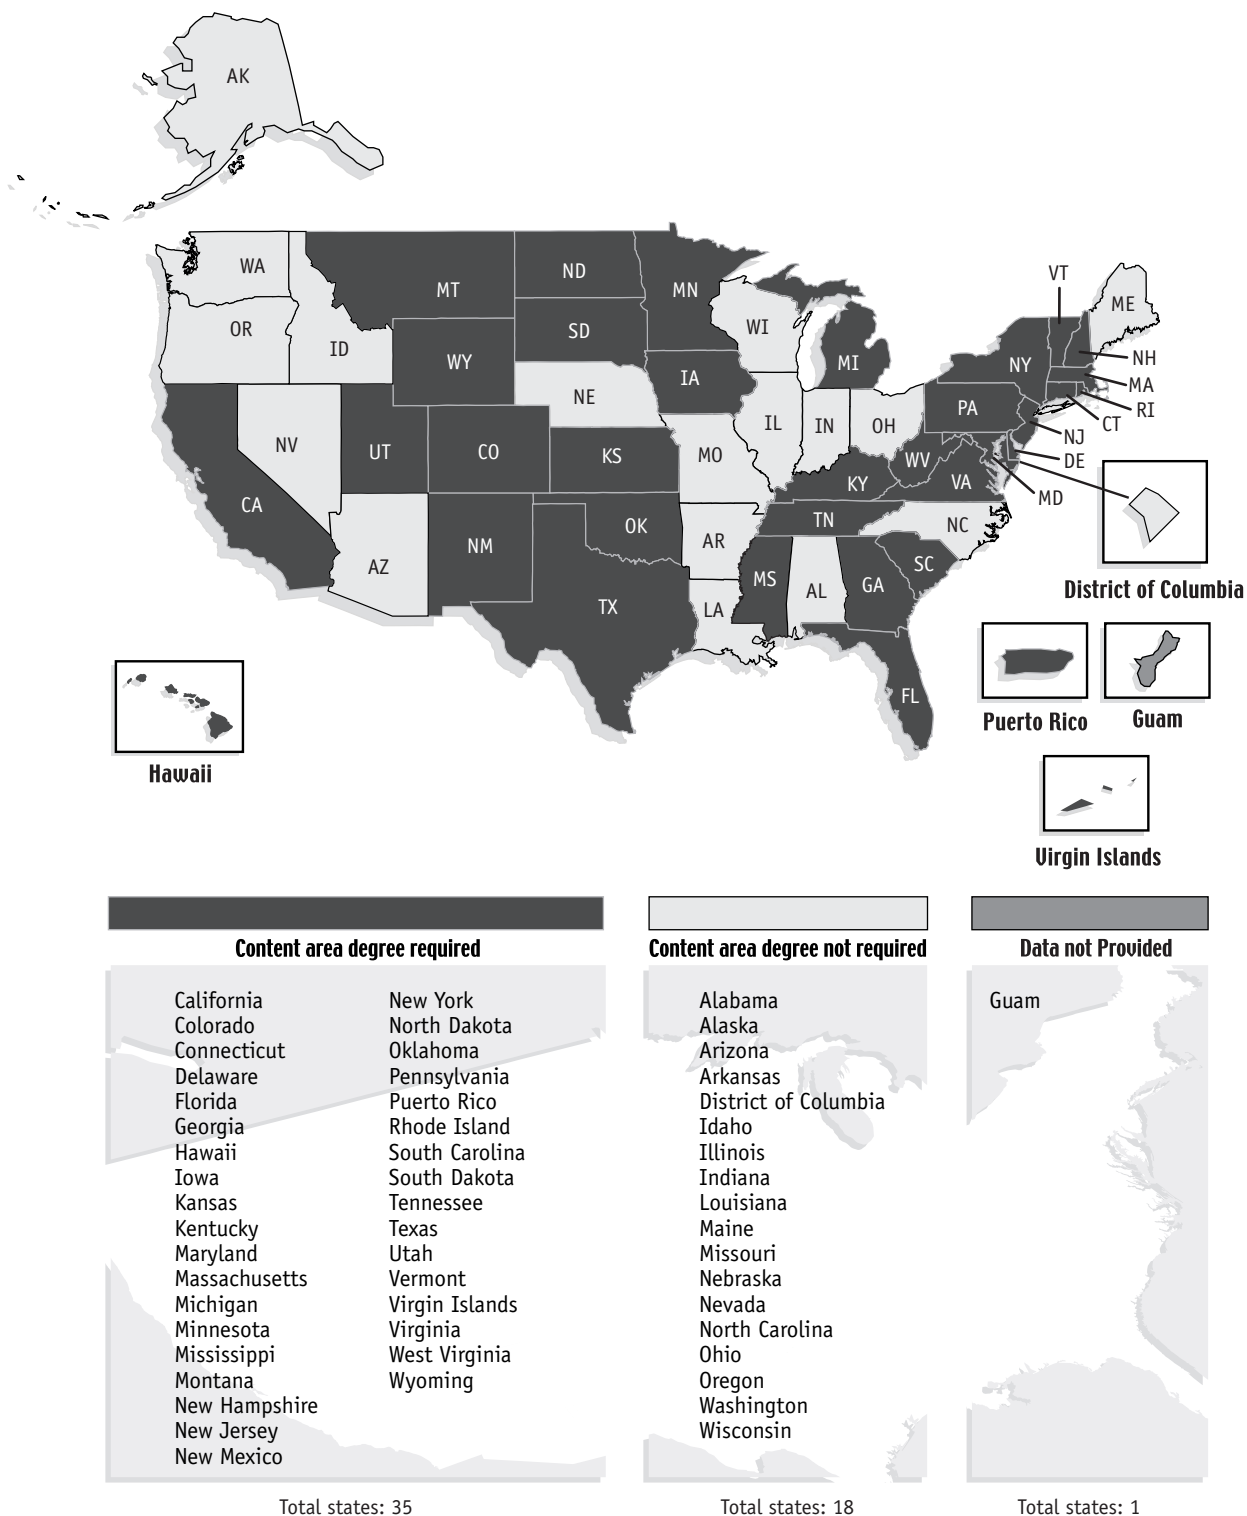 AK
WA
MT
ND
MN
VT
ME
OR
ID
SD
WI
WY
MI
NY
NH
IA
MA
NE
PA
RI
CT
NV
UT
CO
KS
MO
IL
IN
OH
NJ
WV
DE
KY
VA
MD
CA
TN
OK
NC
NM
AZ
AR
SC
MS
AL
GA
TX
LA
FL
District of Columbia
Puerto Rico
Guam
Hawaii
Virgin Islands
Content area degree required
California
Colorado
Connecticut
Delaware
Florida
Georgia
Hawaii
Iowa
Kansas
Kentucky
Maryland
Massachusetts
Michigan
Minnesota
Mississippi
Montana
New Hampshire
New Jersey
New Mexico
New York
North Dakota
Oklahoma
Pennsylvania
Puerto Rico
Rhode Island
South Carolina
South Dakota
Tennessee
Texas
Utah
Vermont
Virgin Islands
Virginia
West Virginia
Wyoming
Total states: 35
Content area degree not required
Alabama
Alaska
Arizona
Arkansas
District of Columbia
Idaho
Illinois
Indiana
Louisiana
Maine
Missouri
Nebraska
Nevada
North Carolina
Ohio
Oregon
Washington
Wisconsin
Total states: 18
Data not Provided
Guam
Total states: 1